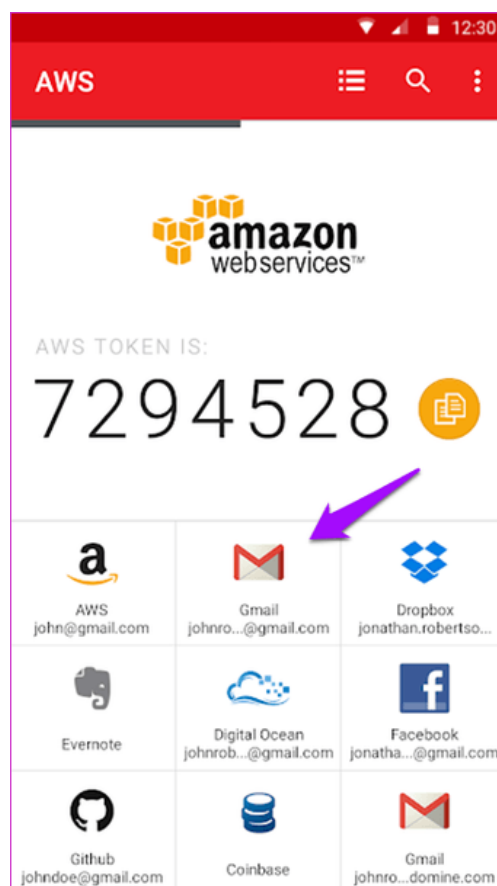 12:30
AWS
amazon
webservices™
AWS TOKEN IS:
7294528
AWS
john@gmail.com
Gmail
johnro...@gmail.com
Dropbox
jonathan.robertso...
Evernote
Digital Ocean
johnrob...@gmail.com
Facebook
jonatha...@gmail.com
Github
johndoe@gmail.com
Coinbase
Gmail
johnro...domine.com